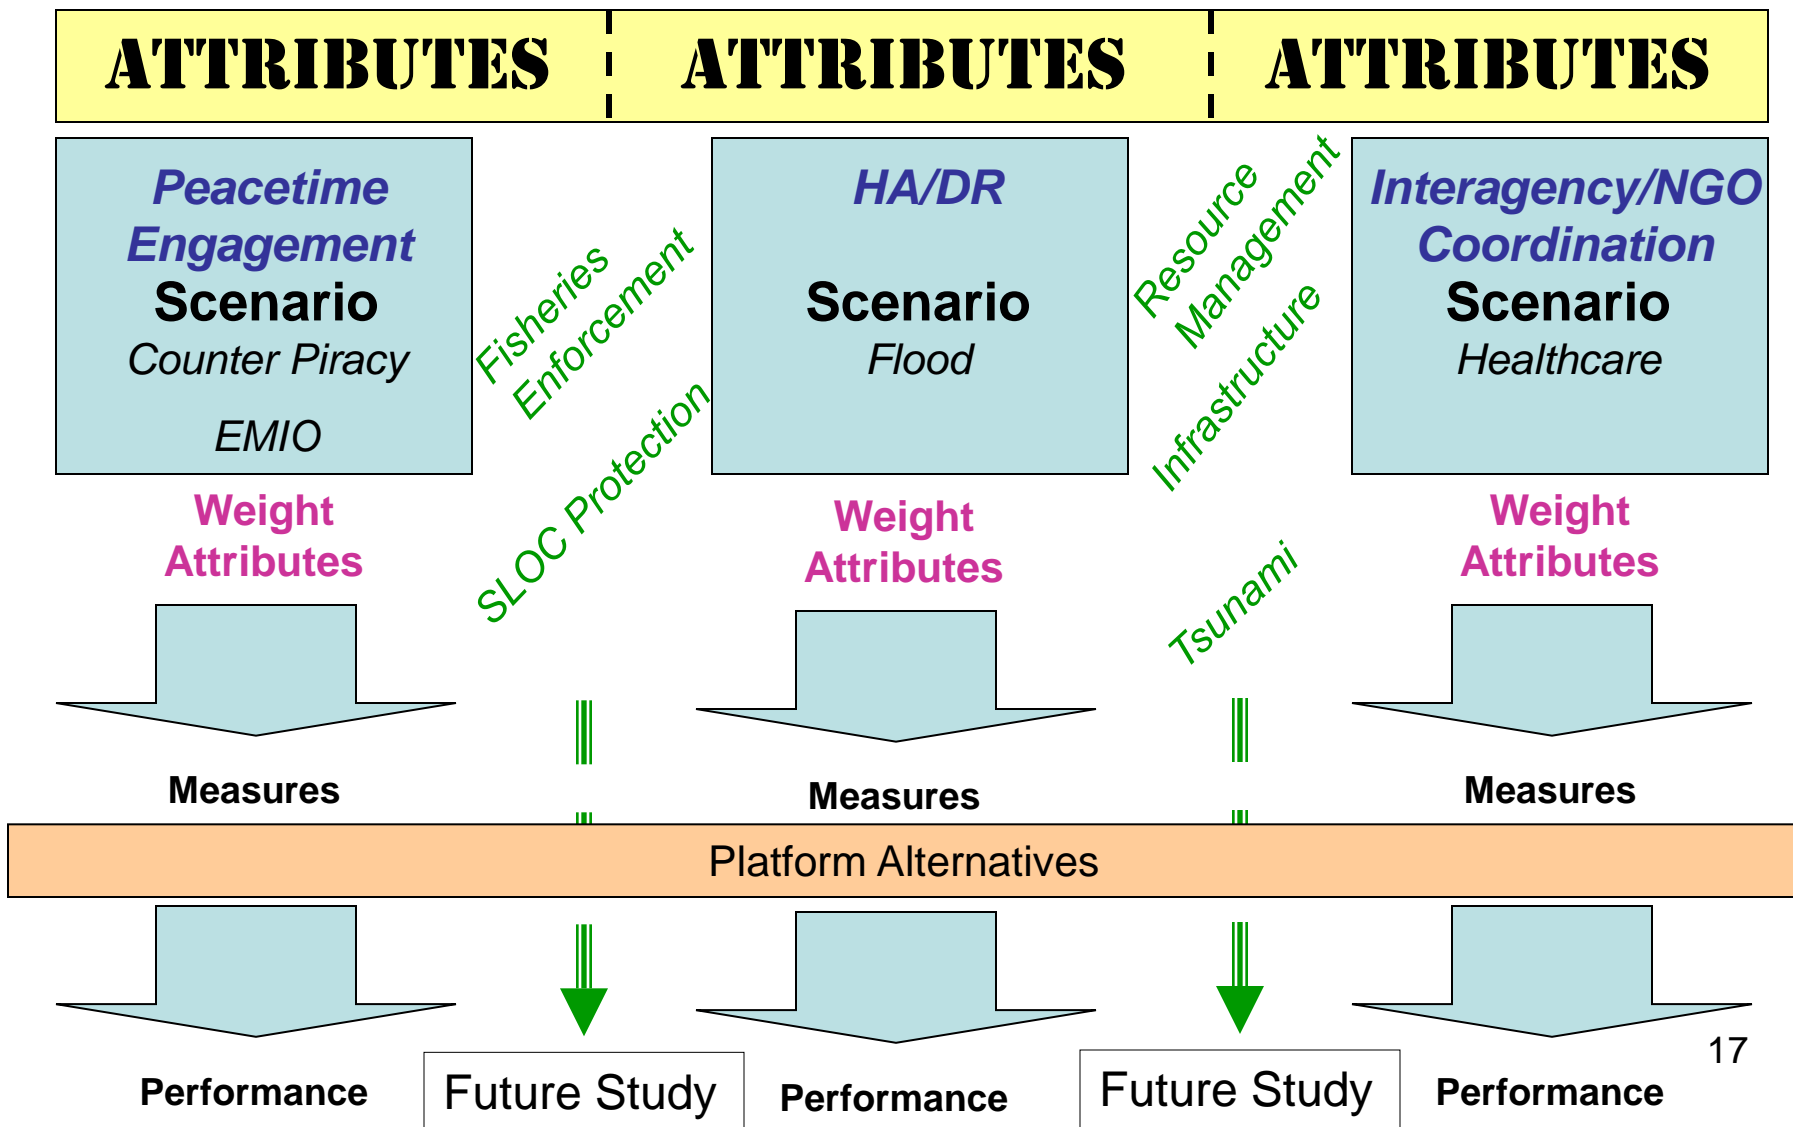 ATTRIBUTES
ATTRIBUTES
ATTRIBUTES
Peacetime
Engagement
Scenario
Counter Piracy
EMIO
Fisheries
Enforcement
SLOC Protection
HA/DR
Scenario
Flood
Resource
Management
Infrastructure
Tsunami
Interagency/NGO
Coordination
Scenario
Healthcare
Weight
Attributes
Weight
Attributes
Weight
Attributes
Measures
Measures
Measures
Platform Alternatives
Performance
Future Study
Performance
Future Study
Performance
17